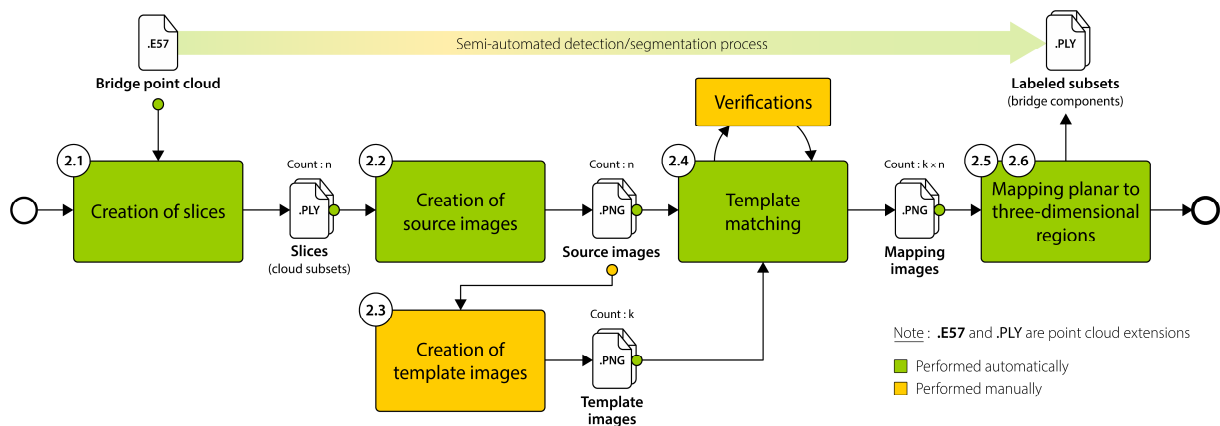 .E57
Semi-automated detection/segmentation process
.PLY
Bridge point cloud
Labeled subsets
(bridge components)
Verifications
2.1
Count : n
2.2
Count : n
2.4
Count : k × n
2.5
2.6
Creation of slices
.PLY
Creation of
source images
.PNG
Template
matching
.PNG
Mapping planar to
three-dimensional
regions
Slices
(cloud subsets)
Source images
Mapping
images
2.3
Count : k
Creation of
template images
.PNG
Template
images
Note : .E57 and .PLY are point cloud extensions
Performed automatically
Performed manually